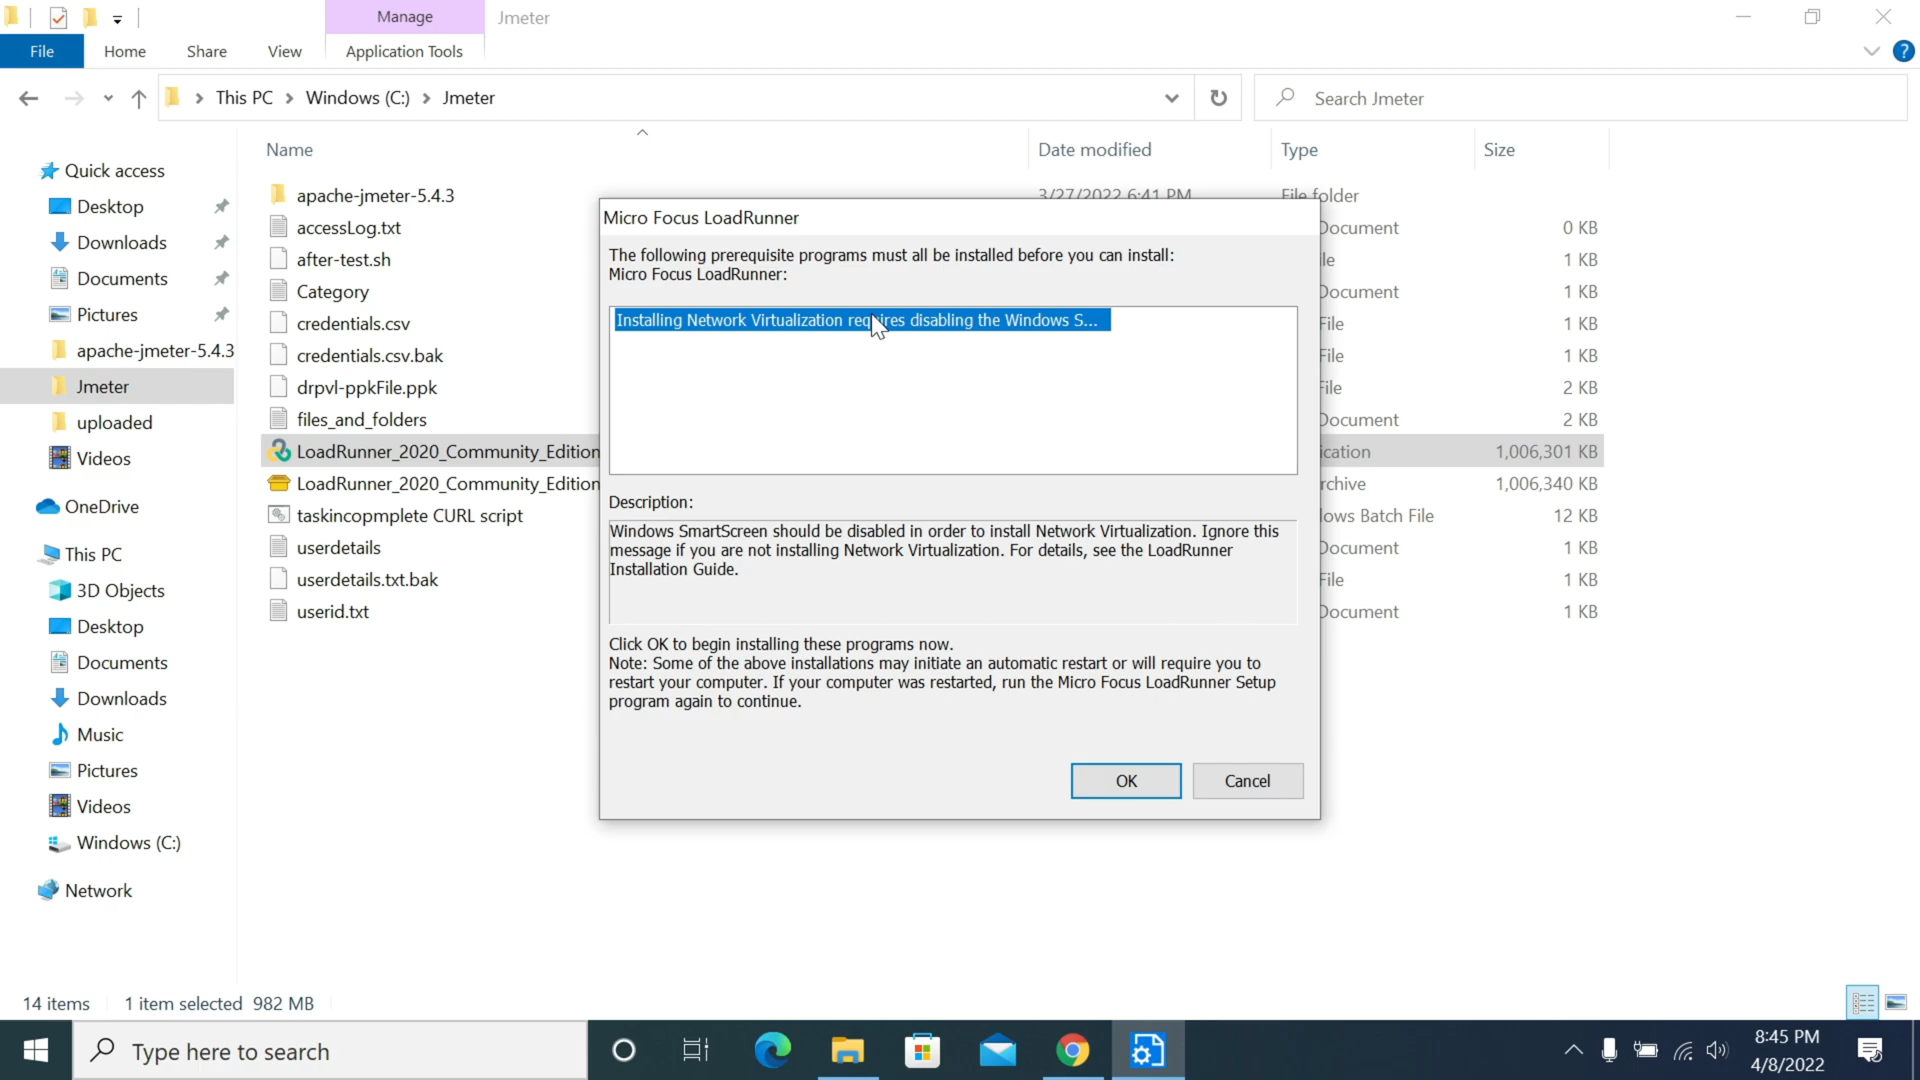 Manage
Jmeter
File
Home
Share
View
Application Tools
?
This PC
Windows (C:)
Jmeter
Search Jmeter
Name
Date modified
Type
Size
Quick access
Desktop
Downloads
Documents
Pictures
apache-jmeter-5.4.3
Jmeter
uploaded
Videos
OneDrive
This PC
3D Objects
Desktop
Documents
Downloads
Music
Pictures
Videos
Windows (C:)
Network
apache-jmeter-5.4.3 3/27/2022 6:41 PM File folder
accessLog.txt Document 0 KB
after-test.sh ile 1 KB
Category Document 1 KB
credentials.csv File 1 KB
credentials.csv.bak File 1 KB
drpvl-ppkFile.ppk File 2 KB
files_and_folders Document 2 KB
LoadRunner_2020_Community_Edition ication 1,006,301 KB
LoadRunner_2020_Community_Edition rchive 1,006,340 KB
taskincopmplete CURL script lows Batch File 12 KB
userdetails Document 1 KB
userdetails.txt.bak File 1 KB
userid.txt Document 1 KB
Micro Focus LoadRunner
The following prerequisite programs must all be installed before you can install:
Micro Focus LoadRunner:
Installing Network Virtualization requires disabling the Windows S...
Description:
Windows SmartScreen should be disabled in order to install Network Virtualization. Ignore this
message if you are not installing Network Virtualization. For details, see the LoadRunner
Installation Guide.
Click OK to begin installing these programs now.
Note: Some of the above installations may initiate an automatic restart or will require you to
restart your computer. If your computer was restarted, run the Micro Focus LoadRunner Setup
program again to continue.
OK
Cancel
14 items
1 item selected 982 MB
Type here to search
8:45 PM
4/8/2022